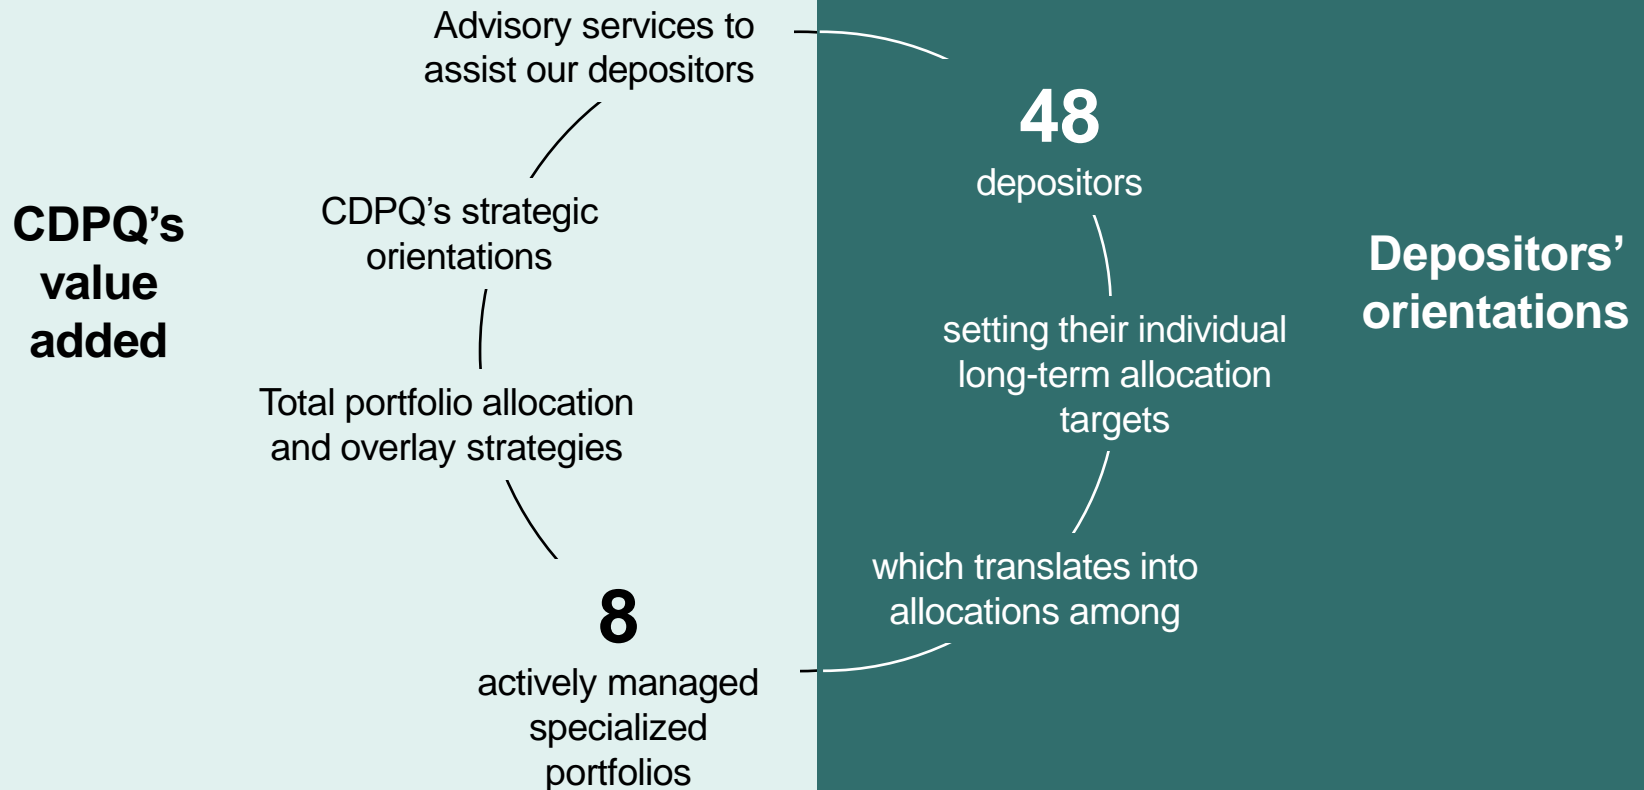 CDPQ’s
value
added
Advisory services to
assist our depositors
CDPQ’s strategic
orientations
Total portfolio allocation
and overlay strategies
8
actively managed
specialized
portfolios
48
depositors
setting their individual
long-term allocation
targets
which translates into
allocations among
Depositors’
orientations